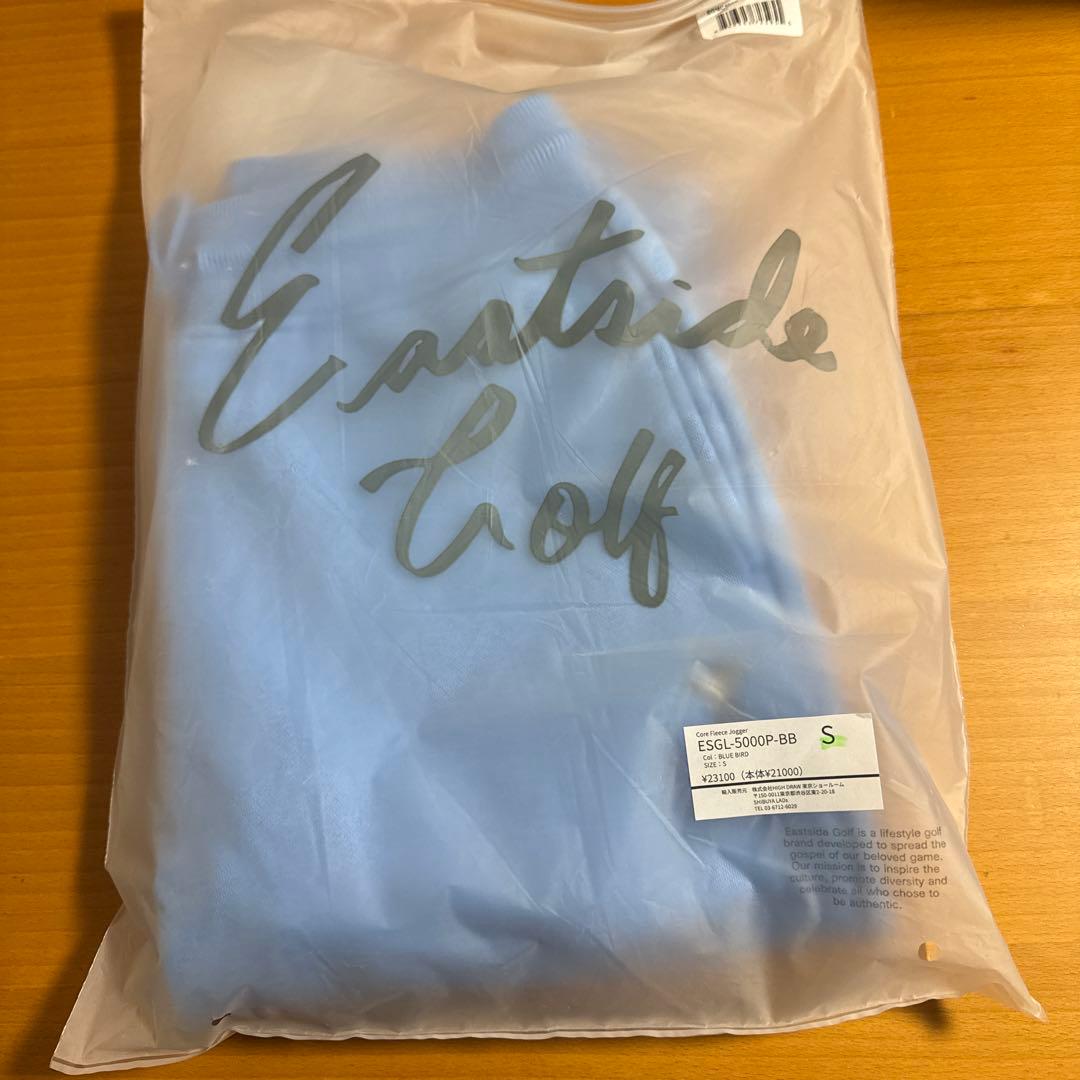 Eastside
Golf
Core Fleece Jogger
ESGL-5000P-BB S
Col : BLUE BIRD
SIZE : S
¥23100（本体¥21000）
輸入販売元 株式会社HIGH DRAW 東京ショールーム
〒150-0011東京都渋谷区東2-20-18
SHIBUYA LADs
TEL 03-6712-6029
Eastside Golf is a lifestyle golf
brand developed to spread the
gospel of our beloved game.
Our mission is to inspire the
culture, promote diversity and
celebrate all who chose to
be authentic.